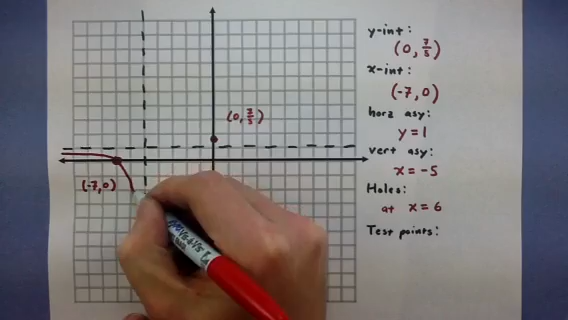 y-int:
(0, 7/5)
x-int:
(-7, 0)
horz asy:
y = 1
vert asy:
x = -5
Holes:
at x = 6
Test points:
(0, 7/5)
(-7, 0)